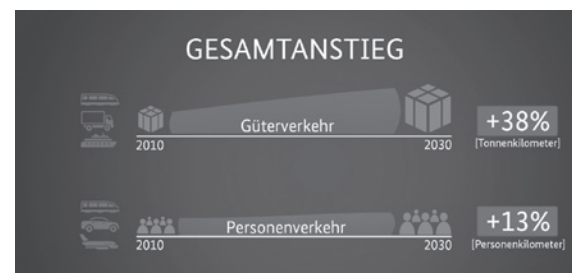 GESAMTANSTIEG
Güterverkehr
2010
2030
+38%
[Tonnenkilometer]
Personenverkehr
2010
2030
+13%
[Personenkilometer]